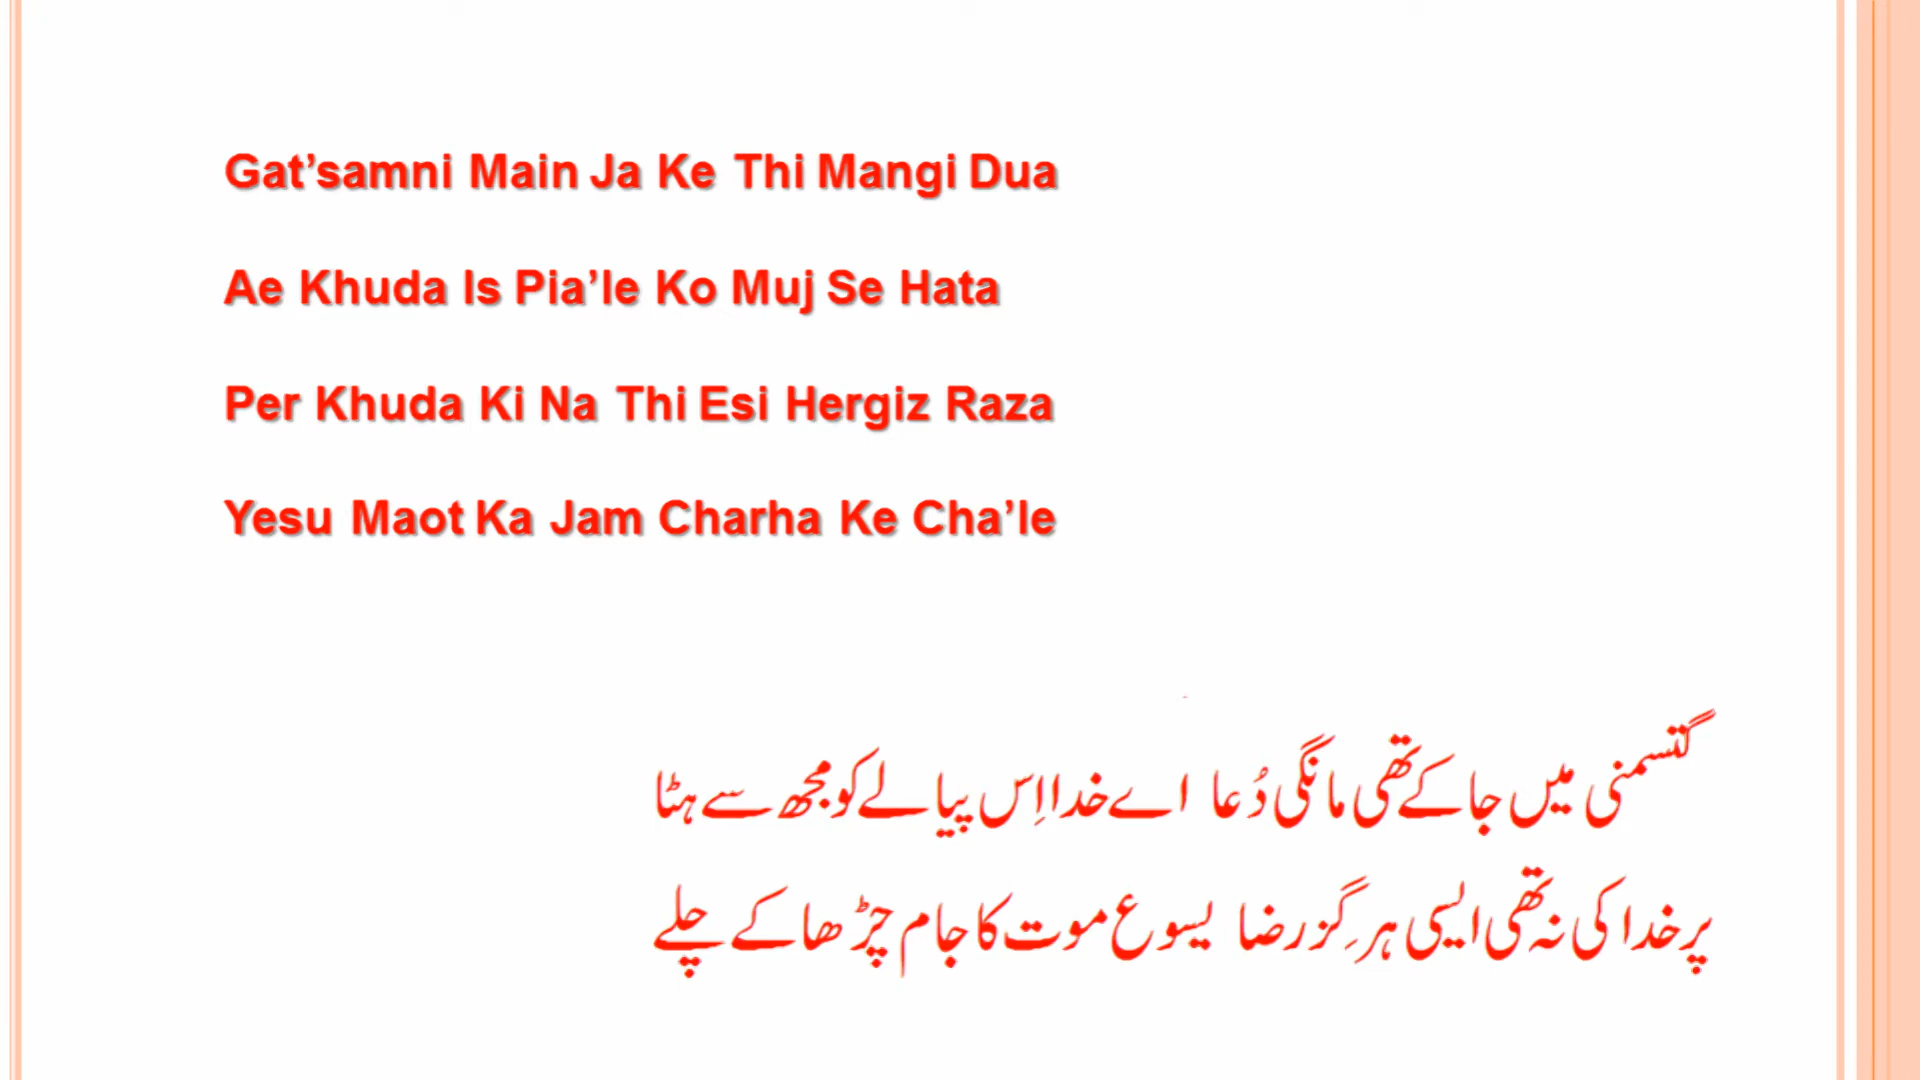 Gat’samni Main Ja Ke Thi Mangi Dua
Ae Khuda Is Pia’le Ko Muj Se Hata
Per Khuda Ki Na Thi Esi Hergiz Raza
Yesu Maot Ka Jam Charha Ke Cha’le
گتسمنی میں جا کے تھی مانگی دُعا اے خدا اِس پیالے کو مجھ سے ہٹا
پر خدا کی نہ تھی ایسی ہر ِگز رضا یسوع موت کا جام چڑھا کے چلے